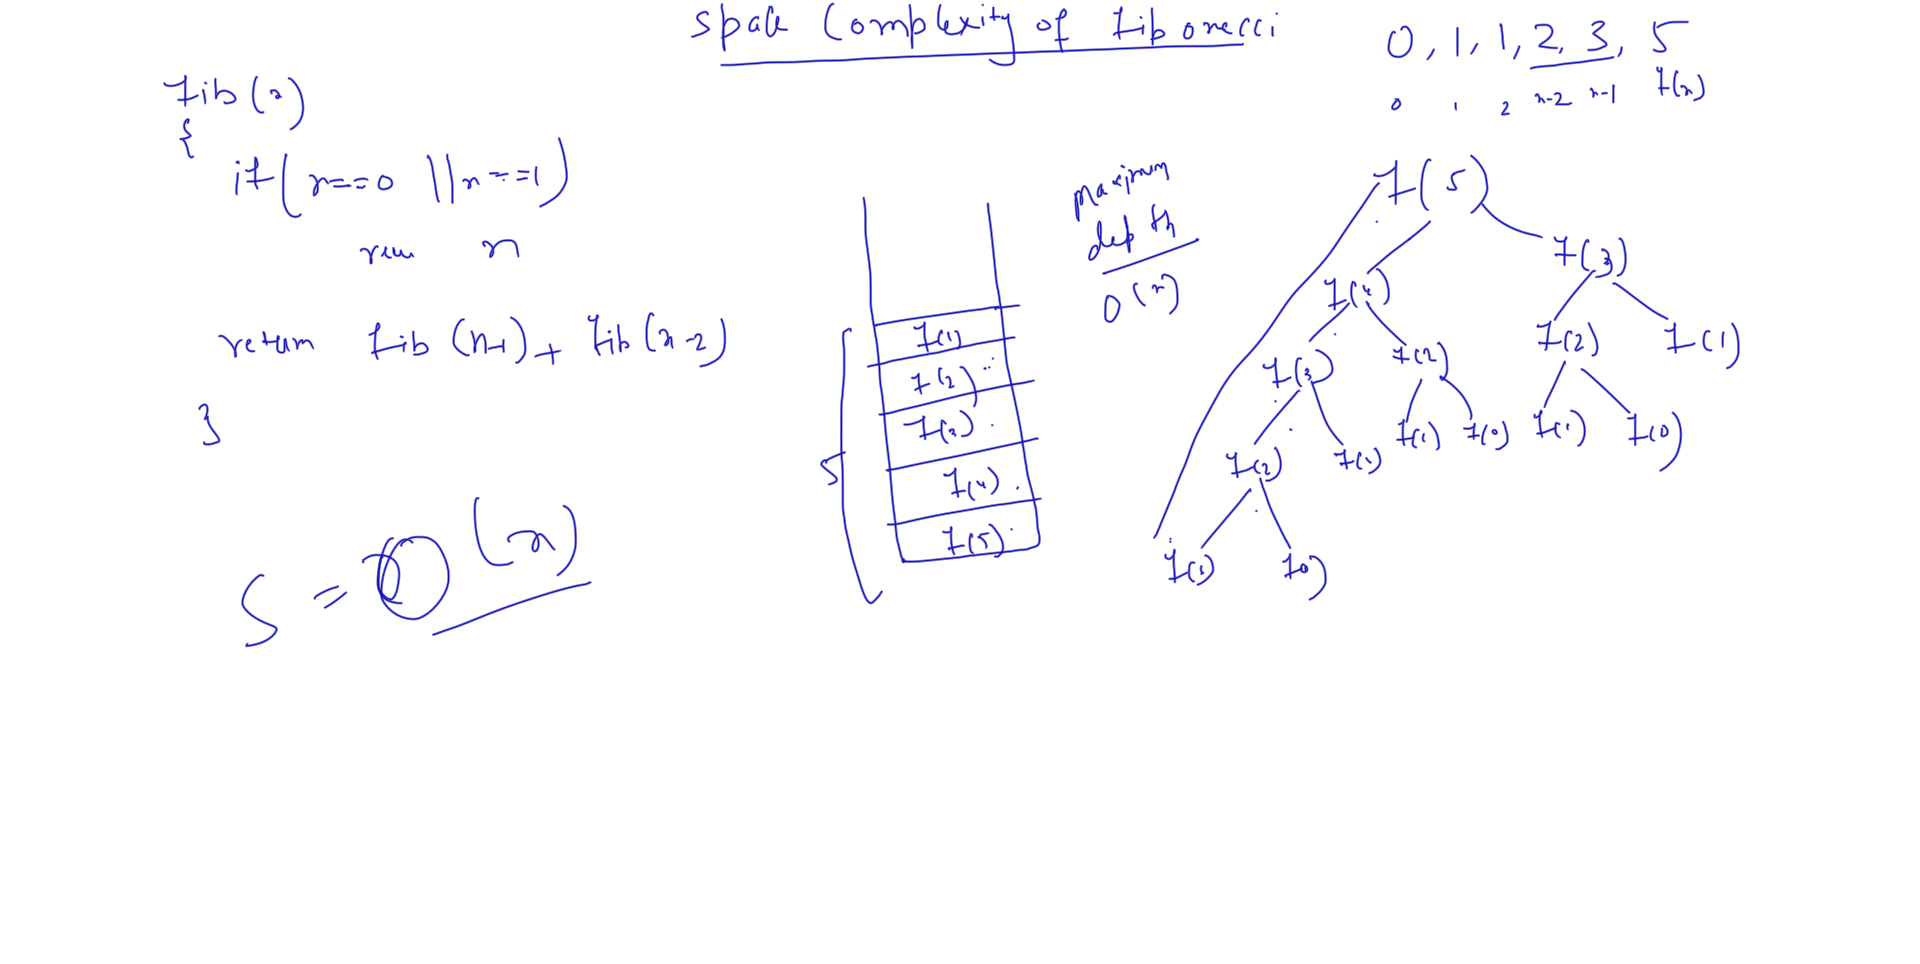 Space Complexity of Fibonacci
0, 1, 1, 2, 3, 5
0 1 2 n-2 n-1 f(n)
fib(n)
{
if(n==0 || n==1)
n
return fib(n-1) + fib(n-2)
}
S = O(n)
5
f(1)
f(2)
f(3)
f(4)
f(5)
maximum
depth
O(n)
f(5)
f(4) f(3)
f(3) f(2) f(2) f(1)
f(2) f(1) f(1) f(0) f(1) f(0)
f(1) f0)